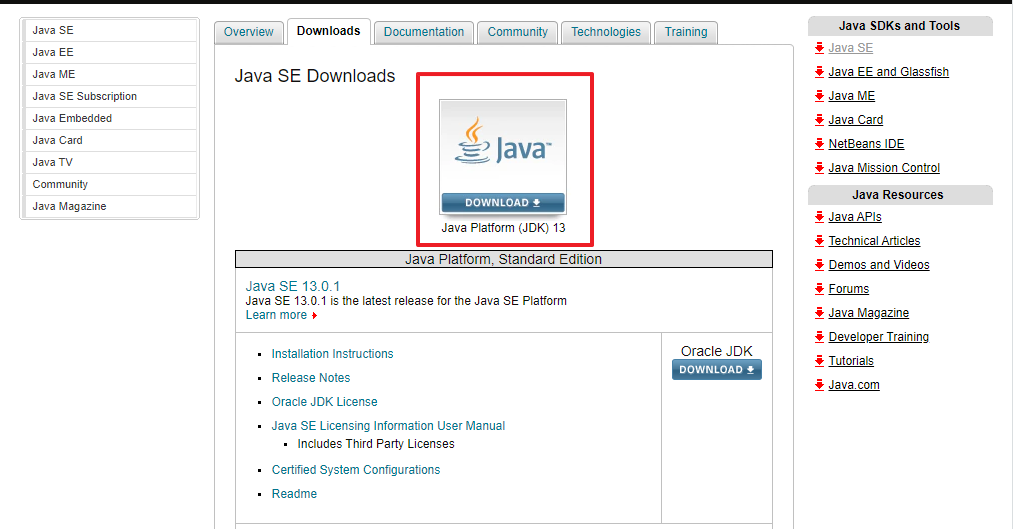 Java SE
Java EE
Java ME
Java SE Subscription
Java Embedded
Java Card
Java TV
Community
Java Magazine
Overview
Downloads
Documentation
Community
Technologies
Training
Java SE Downloads
Java™
DOWNLOAD
Java Platform (JDK) 13
Java Platform, Standard Edition
Java SE 13.0.1
Java SE 13.0.1 is the latest release for the Java SE Platform
Learn more
Installation Instructions
Release Notes
Oracle JDK License
Java SE Licensing Information User Manual
Includes Third Party Licenses
Certified System Configurations
Readme
Oracle JDK
DOWNLOAD
Java SDKs and Tools
Java SE
Java EE and Glassfish
Java ME
Java Card
NetBeans IDE
Java Mission Control
Java Resources
Java APIs
Technical Articles
Demos and Videos
Forums
Java Magazine
Developer Training
Tutorials
Java.com